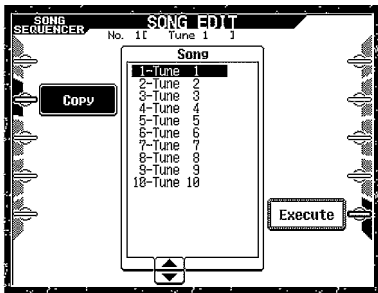 SONG SEQUENCER
SONG EDIT
No. 1[ Tune 1 ]
Song
1-Tune 1
2-Tune 2
3-Tune 3
4-Tune 4
5-Tune 5
6-Tune 6
7-Tune 7
8-Tune 8
9-Tune 9
10-Tune 10
Copy
Execute